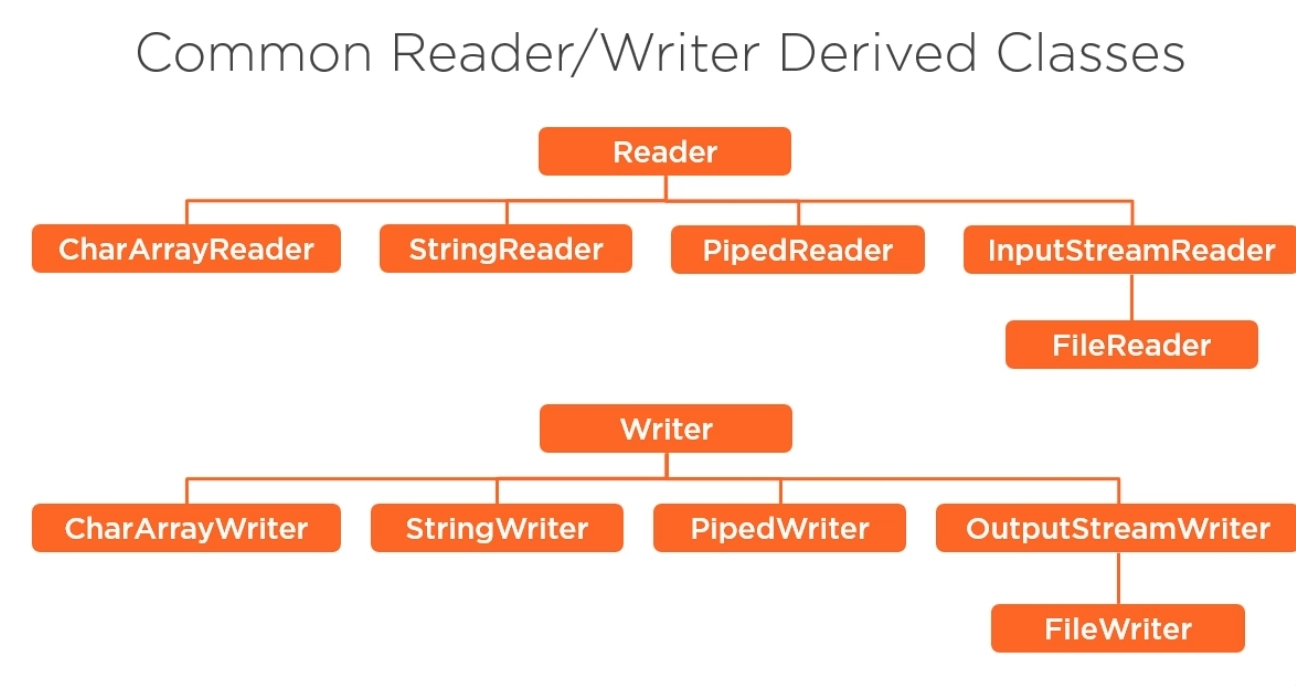 Common Reader/Writer Derived Classes
Reader
CharArrayReader StringReader PipedReader InputStreamReader
FileReader
Writer
CharArrayWriter StringWriter PipedWriter OutputStreamWriter
FileWriter